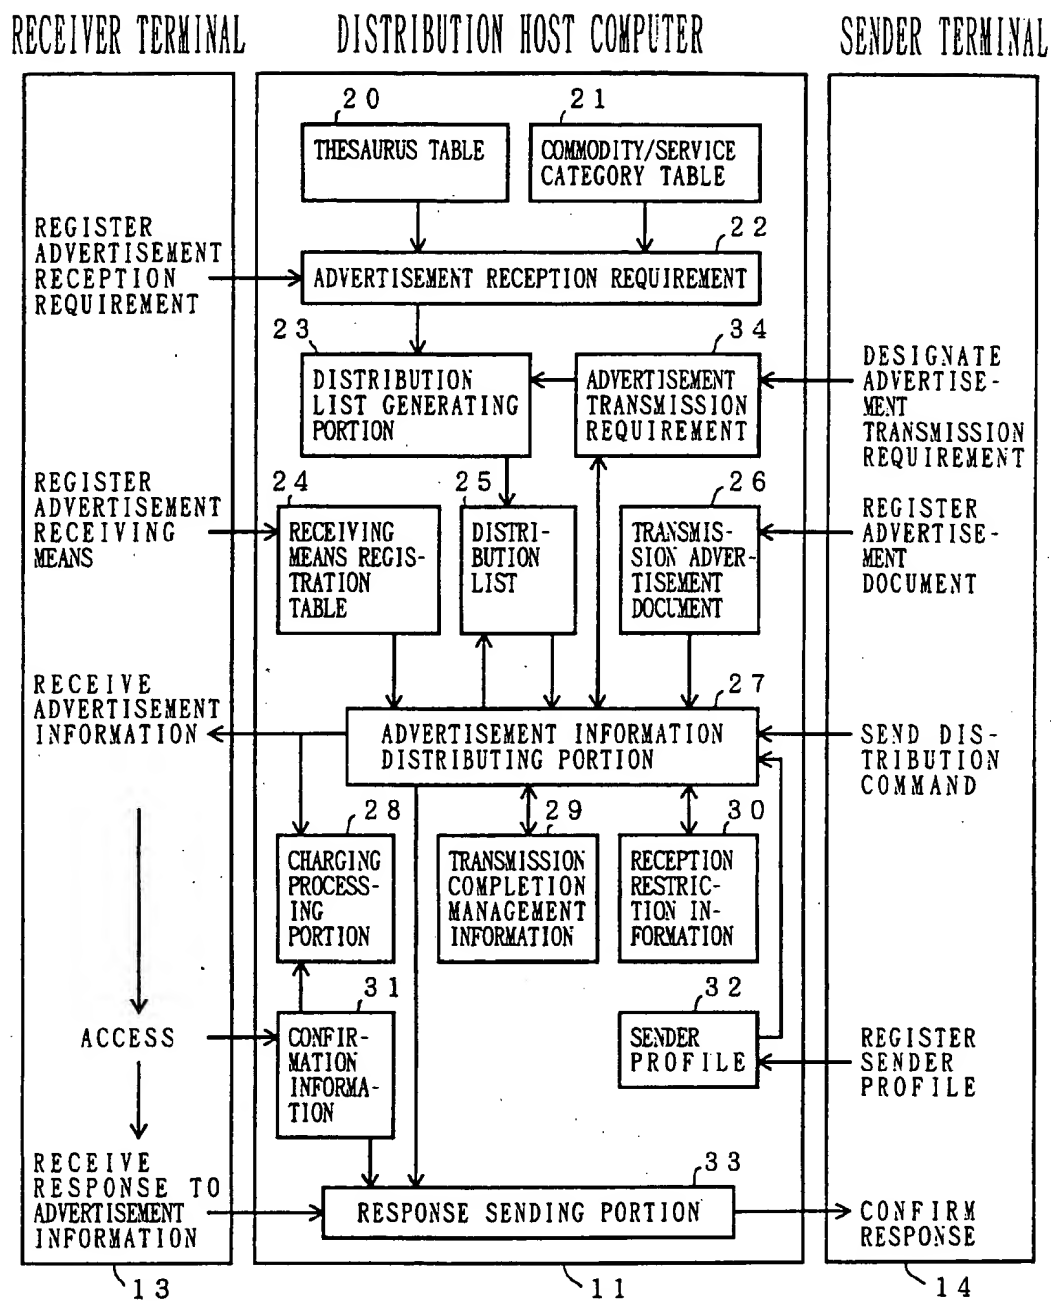 RECEIVER TERMINAL
DISTRIBUTION HOST COMPUTER
SENDER TERMINAL
20
21
THESAURUS TABLE
COMMODITY/SERVICE
CATEGORY TABLE
REGISTER
ADVERTISEMENT
RECEPTION
REQUIREMENT
22
ADVERTISEMENT RECEPTION REQUIREMENT
23
DISTRIBUTION
LIST GENERATING
PORTION
34
ADVERTISEMENT
TRANSMISSION
REQUIREMENT
DESIGNATE
ADVERTISE-
MENT
TRANSMISSION
REQUIREMENT
REGISTER
ADVERTISEMENT
RECEIVING
MEANS
24
RECEIVING
MEANS REGIS-
TRATION
TABLE
25
DISTRI-
BUTION
LIST
26
TRANSMIS-
SION ADVER-
TISEMENT
DOCUMENT
REGISTER
ADVERTISE-
MENT
DOCUMENT
RECEIVE
ADVERTISEMENT
INFORMATION
27
ADVERTISEMENT INFORMATION
DISTRIBUTING PORTION
SEND DIS-
TRIBUTION
COMMAND
28
CHARGING
PROCESS-
ING
PORTION
29
TRANSMISSION
COMPLETION
MANAGEMENT
INFORMATION
30
RECEPTION
RESTRIC-
TION IN-
FORMATION
ACCESS
31
CONFIR-
MATION
INFORMA-
TION
32
SENDER
PROFILE
REGISTER
SENDER
PROFILE
RECEIVE
RESPONSE TO
ADVERTISEMENT
INFORMATION
33
RESPONSE SENDING PORTION
CONFIRM
RESPONSE
13
11
14